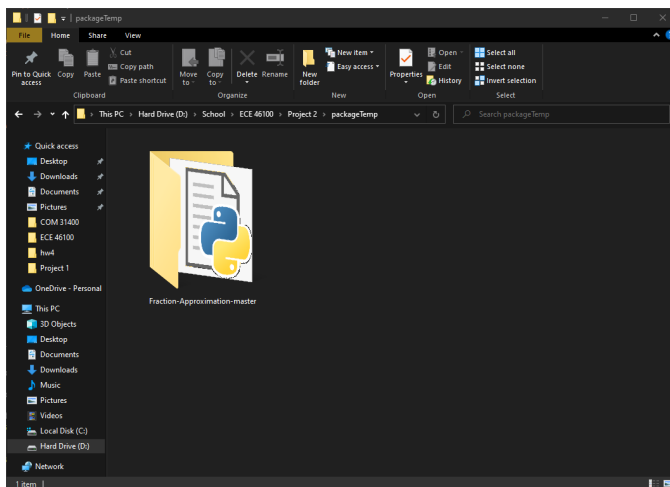 packageTemp
File Home Share View
Pin to Quick access
Copy
Paste
Cut
Copy path
Paste shortcut
Clipboard
Move to
Copy to
Delete
Rename
Organize
New folder
New item
Easy access
New
Properties
Open
Edit
History
Open
Select all
Select none
Invert selection
Select
This PC > Hard Drive (D:) > School > ECE 46100 > Project 2 > packageTemp
Search packageTemp
Quick access
Desktop
Downloads
Documents
Pictures
COM 31400
ECE 46100
hw4
Project 1
OneDrive - Personal
This PC
3D Objects
Desktop
Documents
Downloads
Music
Pictures
Videos
Local Disk (C:)
Hard Drive (D:)
Network
Fraction-Approximation-master
1 item